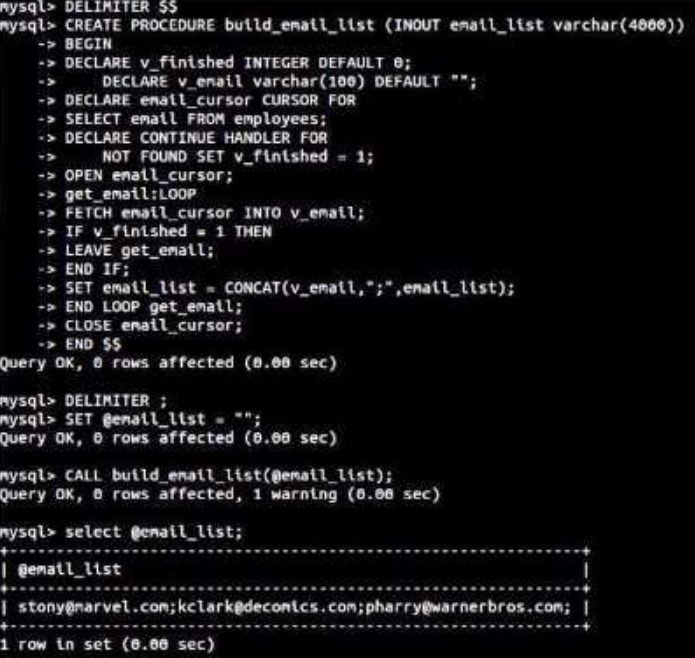 mysql> DELIMITER $$
mysql> CREATE PROCEDURE build_email_list (INOUT email_list varchar(4000))
    -> BEGIN
    -> DECLARE v_finished INTEGER DEFAULT 0;
    ->     DECLARE v_email varchar(100) DEFAULT "";
    -> DECLARE email_cursor CURSOR FOR
    -> SELECT email FROM employees;
    -> DECLARE CONTINUE HANDLER FOR
    ->     NOT FOUND SET v_finished = 1;
    -> OPEN email_cursor;
    -> get_email:LOOP
    -> FETCH email_cursor INTO v_email;
    -> IF v_finished = 1 THEN
    -> LEAVE get_email;
    -> END IF;
    -> SET email_list = CONCAT(v_email,";",email_list);
    -> END LOOP get_email;
    -> CLOSE email_cursor;
    -> END $$
Query OK, 0 rows affected (0.00 sec)
mysql> DELIMITER ;
mysql> SET @email_list = "";
Query OK, 0 rows affected (0.00 sec)
mysql> CALL build_email_list(@email_list);
Query OK, 0 rows affected, 1 warning (0.00 sec)
mysql> select @email_list;
| @email_list |
| stony@marvel.com;kclark@decomics.com;pharry@warnerbros.com; |
1 row in set (0.00 sec)